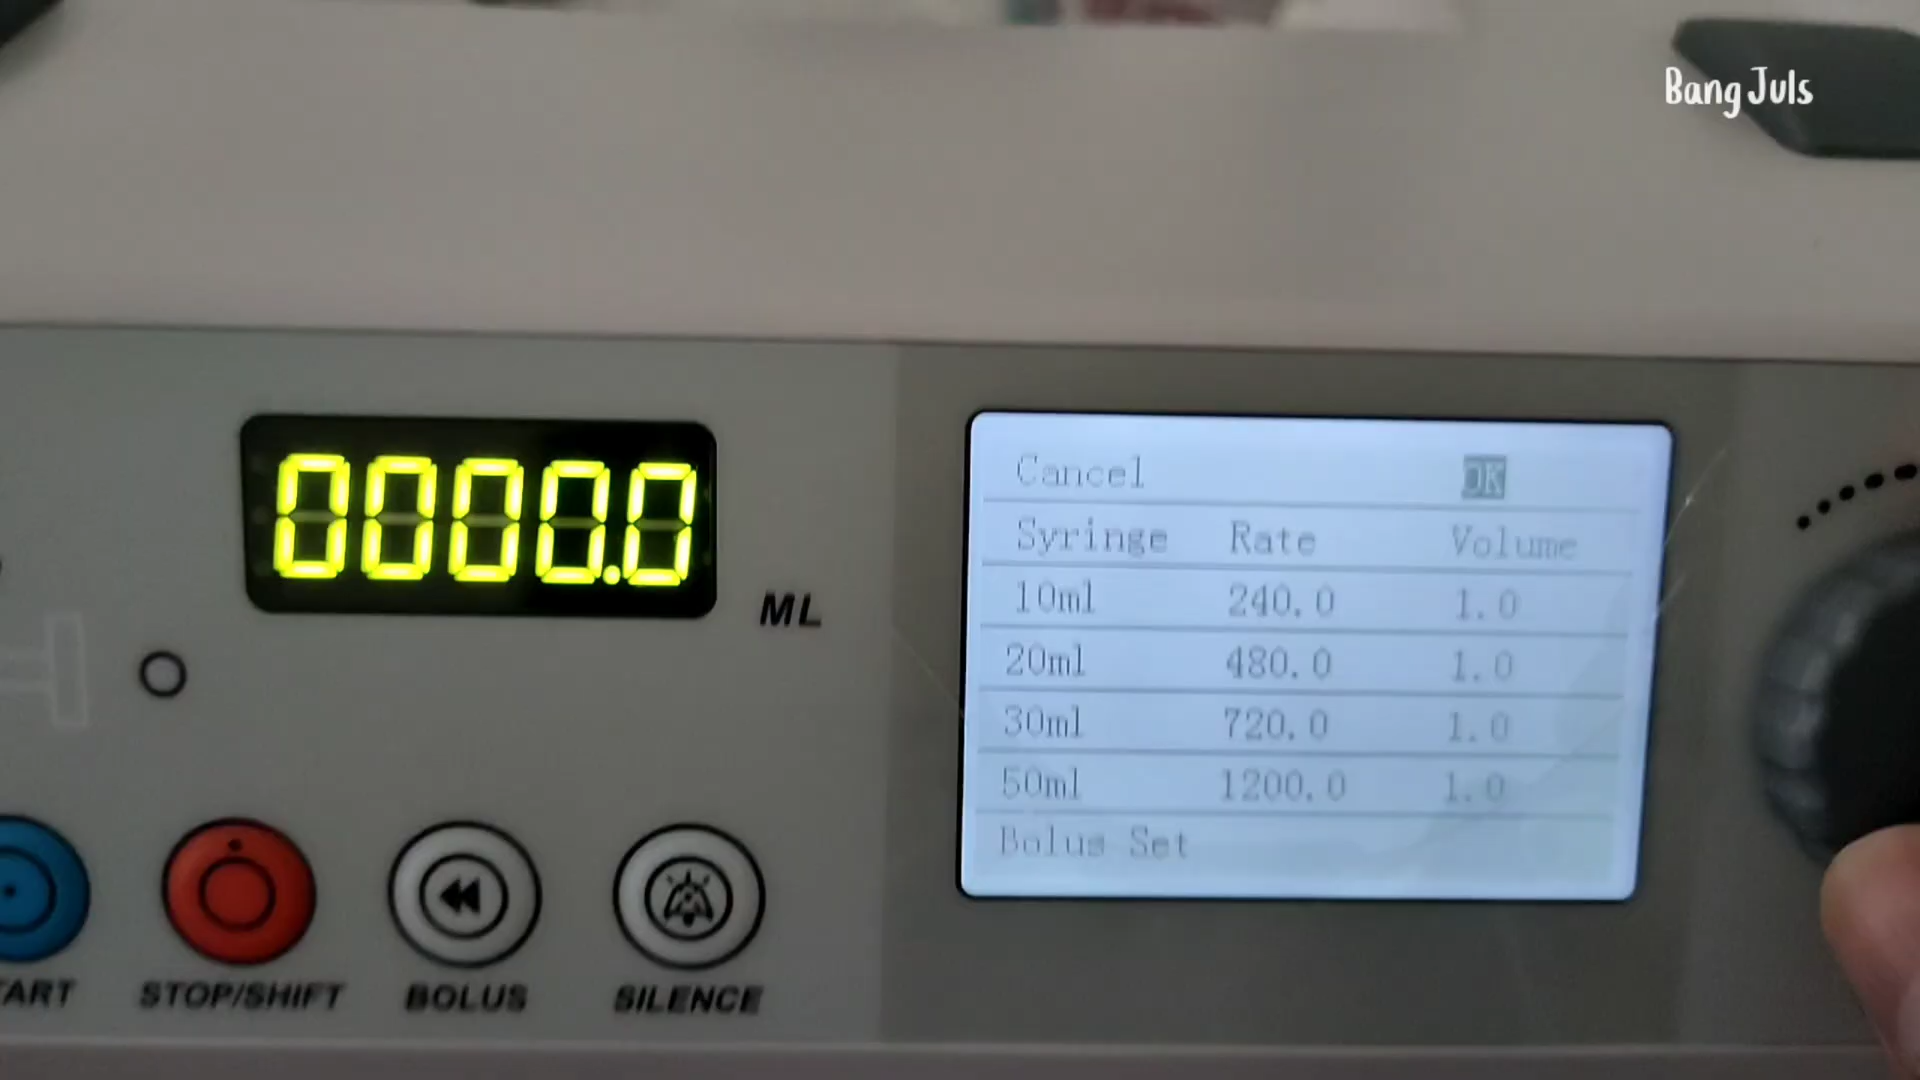 Bang Juls
0000.0
ML
Cancel OK
Syringe Rate Volume
10ml 240.0 1.0
20ml 480.0 1.0
30ml 720.0 1.0
50ml 1200.0 1.0
Bolus Set
TART STOP/SHIFT BOLUS SILENCE